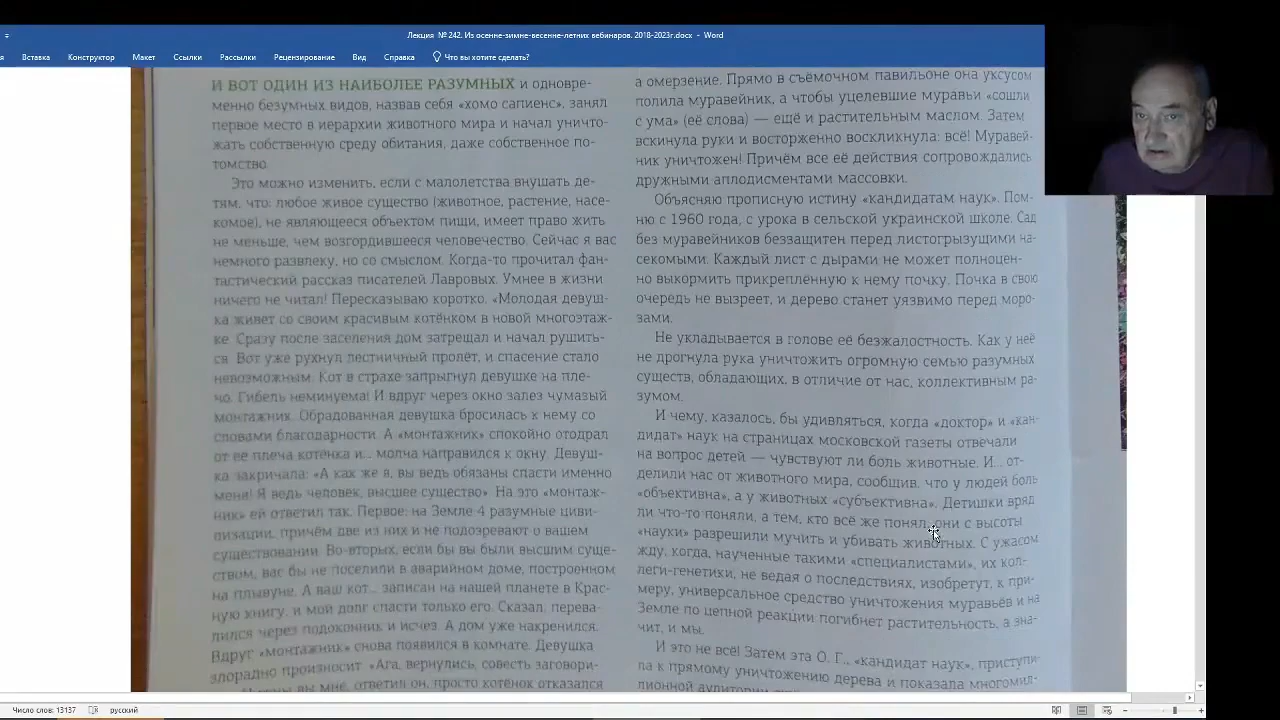 Лекция № 242. Из осенне-зимне-весенне-летних вебинаров. 2018-2023г.docx - Word
Вставка Конструктор Макет Ссылки Рассылки Рецензирование Вид Справка Что вы хотите сделать?
И ВОТ ОДИН ИЗ НАИБОЛЕЕ РАЗУМНЫХ и одновре-
менно безумных видов, назвав себя «хомо сапиенс», занял
первое место в иерархии животного мира и начал уничто-
жать собственную среду обитания, даже собственное по-
томство.
Это можно изменить, если с малолетства внушать де-
тям, что: любое живое существо (животное, растение, насе-
комое), не являющееся объектом пищи, имеет право жить
не меньше, чем возгордившееся человечество. Сейчас я вас
немного развлеку, но со смыслом. Когда-то прочитал фан-
тастический рассказ писателей Лавровых. Умнее в жизни
ничего не читал! Пересказываю коротко. «Молодая девуш-
ка живет со своим красивым котёнком в новой многоэтаж-
ке. Сразу после заселения дом затрещал и начал рушить-
ся. Вот уже рухнул лестничный пролёт, и спасение стало
невозможным. Кот в страхе запрыгнул девушке на пле-
чо. Гибель неминуема! И вдруг через окно залез чумазый
монтажник. Обрадованная девушка бросилась к нему со
словами благодарности. А «монтажник» спокойно отодрал
от её плеча котёнка и... молча направился к окну. Девуш-
ка закричала: «А как же я, вы ведь обязаны спасти именно
меня! Я ведь человек, высшее существо». На это «монтаж-
ник» ей ответил так. Первое: на Земле 4 разумные циви-
лизации, причём две из них и не подозревают о вашем
существовании. Во-вторых, если бы вы были высшим суще-
ством, вас бы не поселили в аварийном доме, построенном
на плывуне. А ваш кот... записан на нашей планете в Крас-
ную книгу, и мой долг спасти только его. Сказал, перева-
лился через подоконник и исчез. А дом уже накренился.
Вдруг «монтажник» снова появился в комнате. Девушка
злорадно произносит: «Ага, вернулись, совесть заговори-
вы мне, ответил он, просто котёнок отказался
а омерзение. Прямо в съёмочном павильоне она уксусом
полила муравейник, а чтобы уцелевшие муравьи «сошли
с ума» (её слова) — ещё и растительным маслом. Затем
вскинула руки и восторженно воскликнула: всё! Муравей-
ник уничтожен! Причём все её действия сопровождались
дружными аплодисментами массовки.
Объясняю прописную истину «кандидатам наук». Пом-
ню с 1960 года, с урока в сельской украинской школе. Сад
без муравейников беззащитен перед листогрызущими на-
секомыми. Каждый лист с дырами не может полноцен-
но выкормить прикреплённую к нему почку. Почка в свою
очередь не вызреет, и дерево станет уязвимо перед моро-
зами.
Не укладывается в голове её безжалостность. Как у неё
не дрогнула рука уничтожить огромную семью разумных
существ, обладающих, в отличие от нас, коллективным ра-
зумом.
И чему, казалось, бы удивляться, когда «доктор» и «кан-
дидат» наук на страницах московской газеты отвечали
на вопрос детей — чувствуют ли боль животные. И... от-
делили нас от животного мира, сообщив, что у людей боль
«объективна», а у животных «субъективна». Детишки вряд
ли что-то поняли, а тем, кто всё же понял, они с высоты
«науки» разрешили мучить и убивать животных. С ужасом
жду, когда, наученные такими «специалистами», их кол-
леги-генетики, не ведая о последствиях, изобретут, к при-
меру, универсальное средство уничтожения муравьёв и на
Земле по цепной реакции погибнет растительность, а зна-
чит, и мы.
И это не всё! Затем эта О. Г., «кандидат наук», приступи-
ла к прямому уничтожению дерева и показала многомил-
лионной аудитории
Число слов: 13137 русский